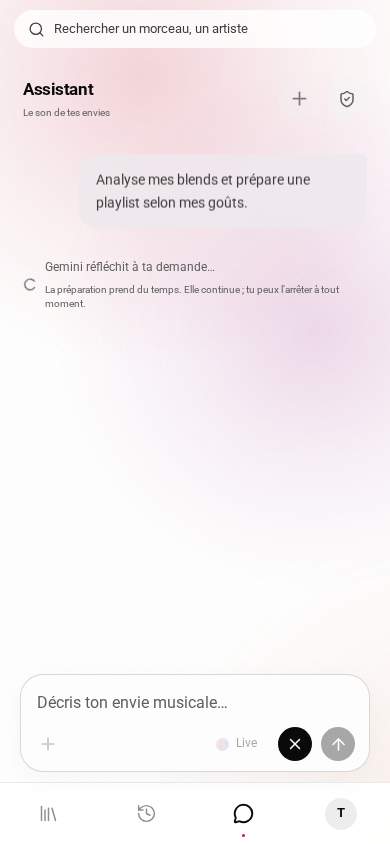 Rechercher un morceau, un artiste
Assistant
Le son de tes envies
Analyse mes blends et prépare une
playlist selon mes goûts.
Gemini réfléchit à ta demande…
La préparation prend du temps. Elle continue ; tu peux l'arrêter à tout
moment.
Décris ton envie musicale…
Live
T